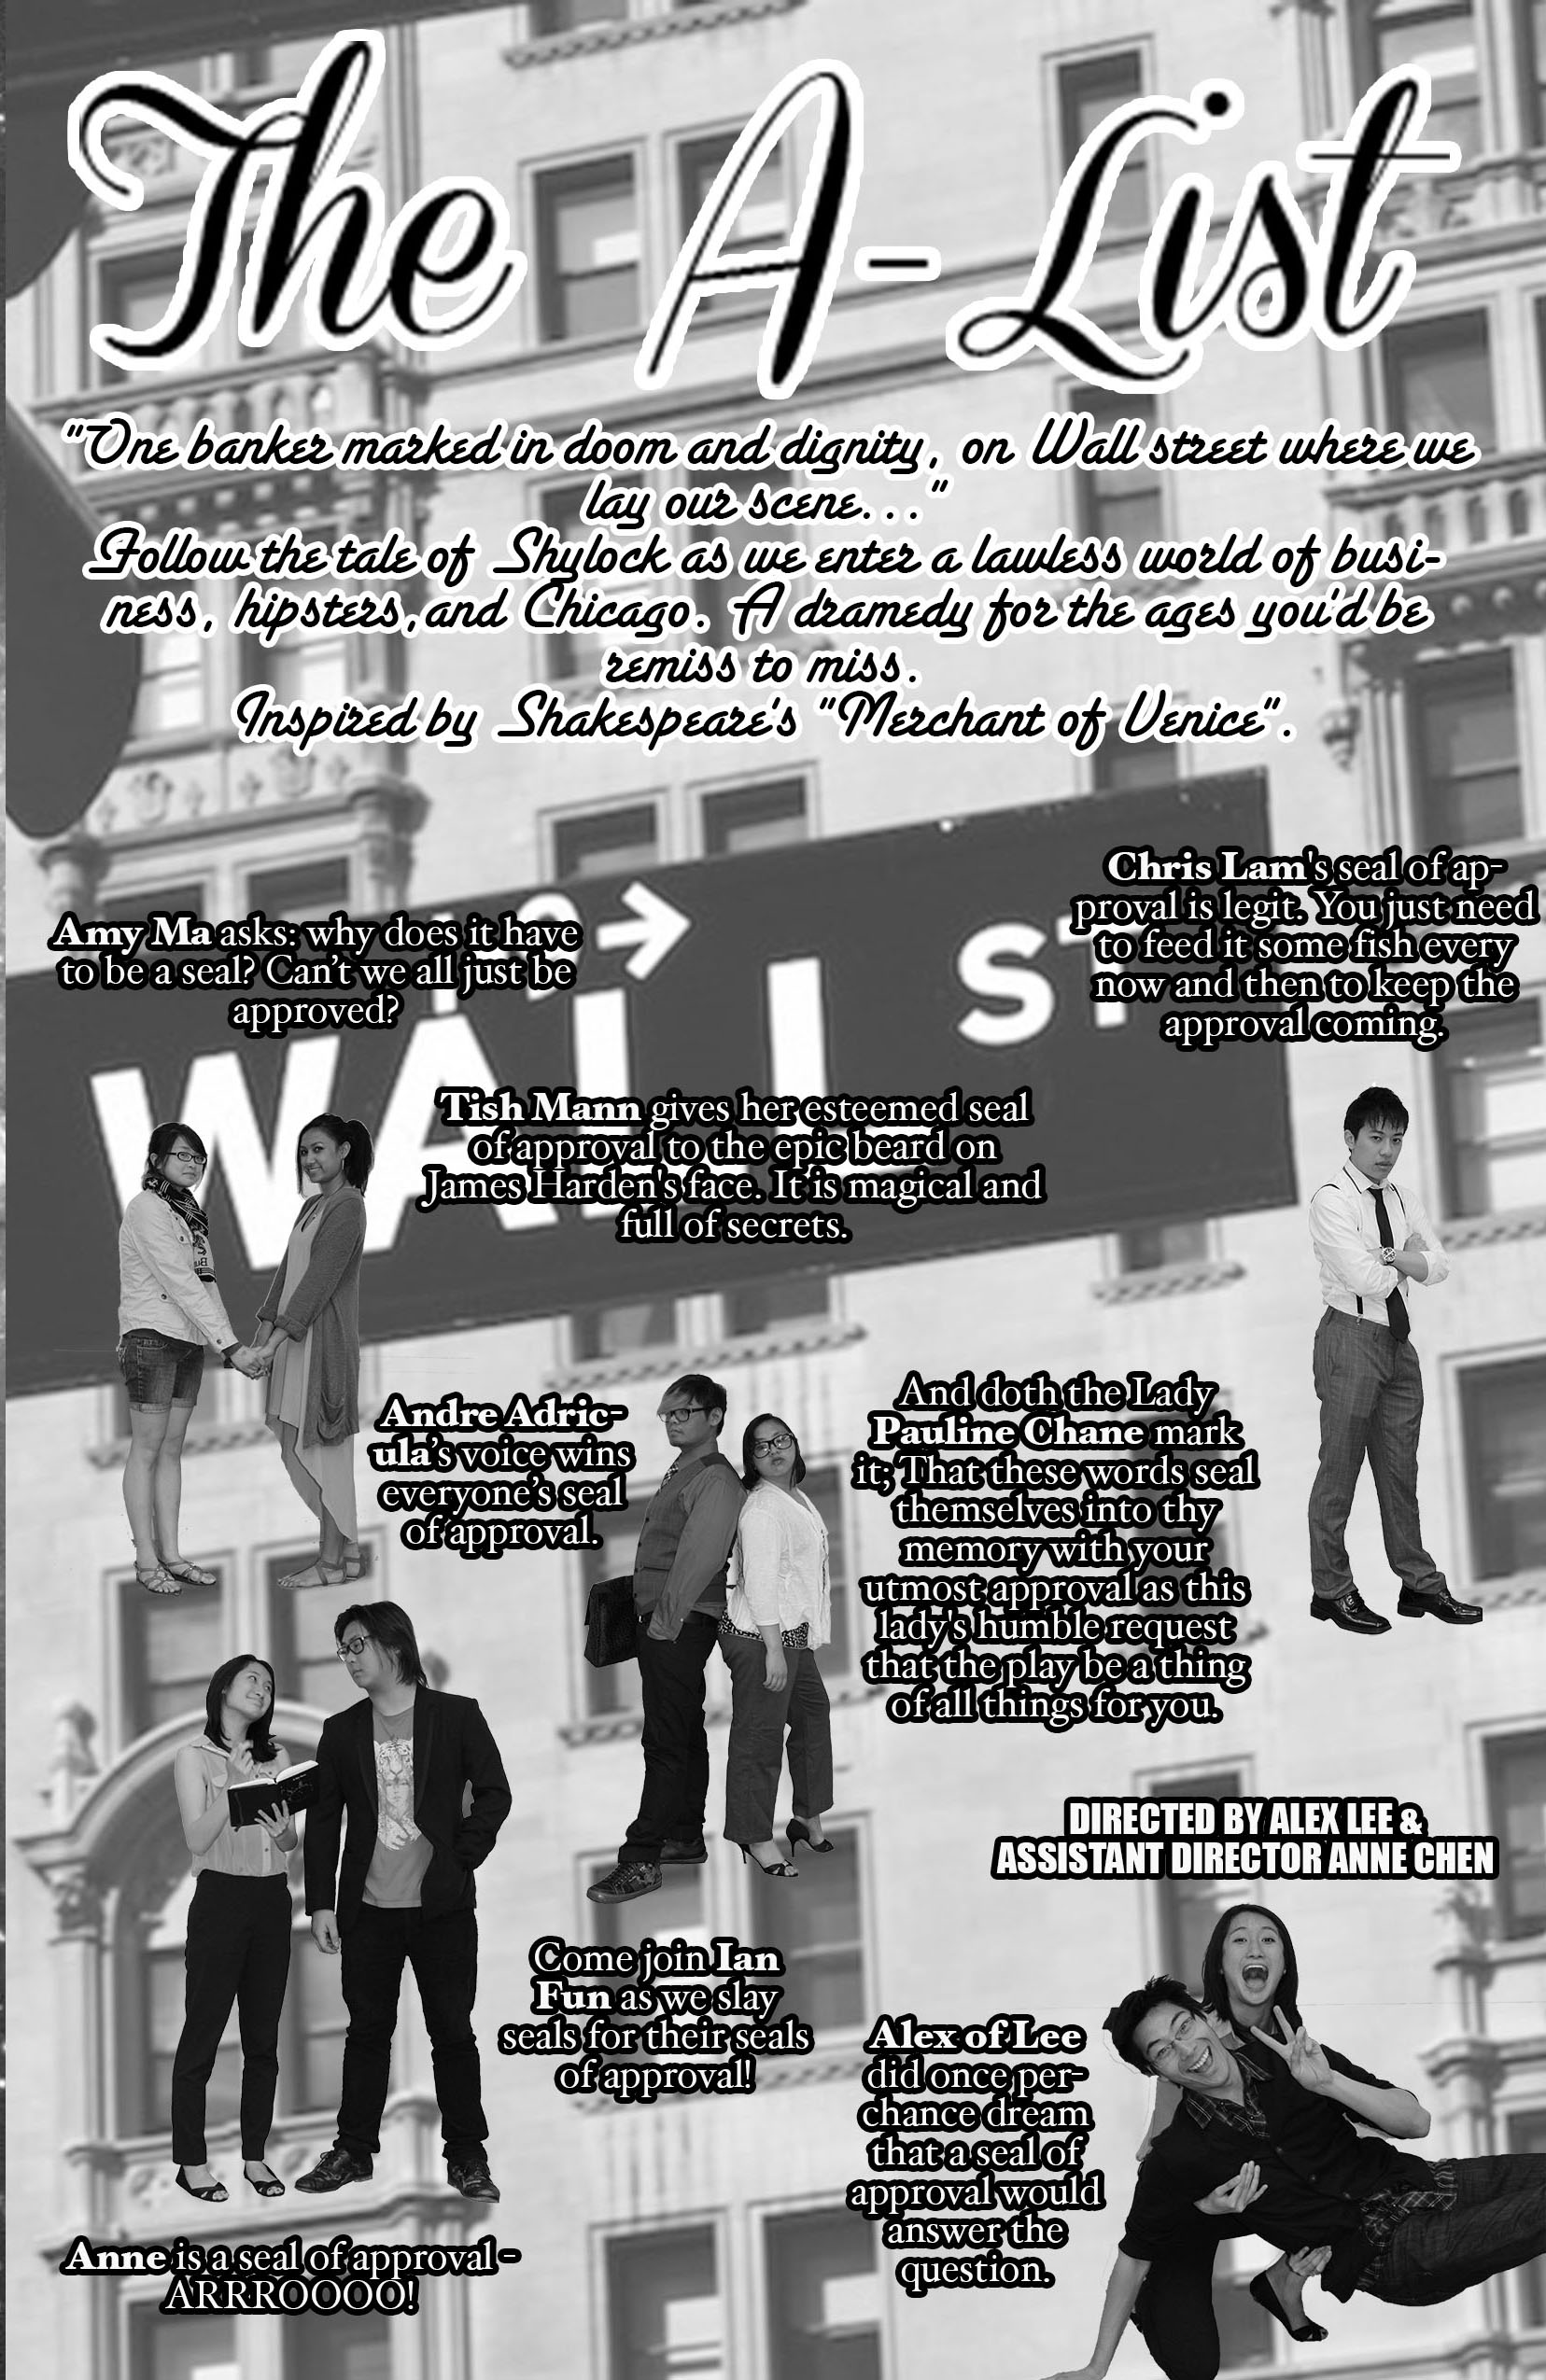 The A-List
"One banker marked in doom and dignity, on Wall street where we
lay our scene..."
Follow the tale of Shylock as we enter a lawless world of busi-
ness, hipsters, and Chicago. A dramedy for the ages you'd be
remiss to miss.
Inspired by Shakespeare's "Merchant of Venice".
Chris Lam's seal of ap-
proval is legit. You just need
to feed it some fish every
now and then to keep the
approval coming.
Amy Ma asks: why does it have
to be a seal? Can't we all just be
approved?
WALL ST
Tish Mann gives her esteemed seal
of approval to the epic beard on
James Harden's face. It is magical and
full of secrets.
Andre Adric-
ula's voice wins
everyone's seal
of approval.
And doth the Lady
Pauline Chane mark
it; That these words seal
themselves into thy
memory with your
utmost approval as this
lady's humble request
that the play be a thing
of all things for you.
DIRECTED BY ALEX LEE &
ASSISTANT DIRECTOR ANNE CHEN
Come join Ian
Fun as we slay
seals for their seals
of approval!
Alex of Lee
did once per-
chance dream
that a seal of
approval would
answer the
question.
Anne is a seal of approval -
ARRROOOO!